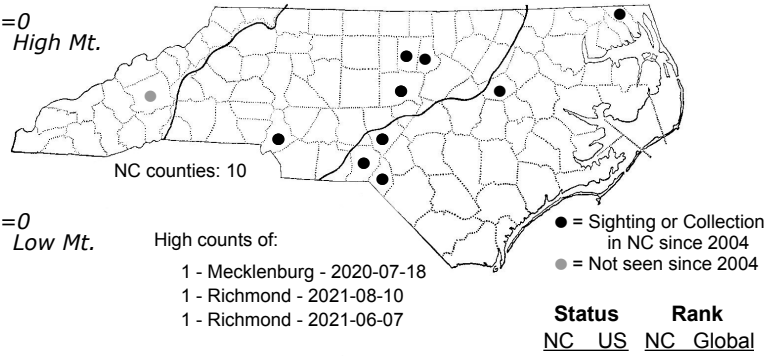 =0
High Mt.
NC counties: 10
=0
Low Mt.
High counts of:
1 - Mecklenburg - 2020-07-18
1 - Richmond - 2021-08-10
1 - Richmond - 2021-06-07
= Sighting or Collection
in NC since 2004
= Not seen since 2004
Status Rank
NC US NC Global